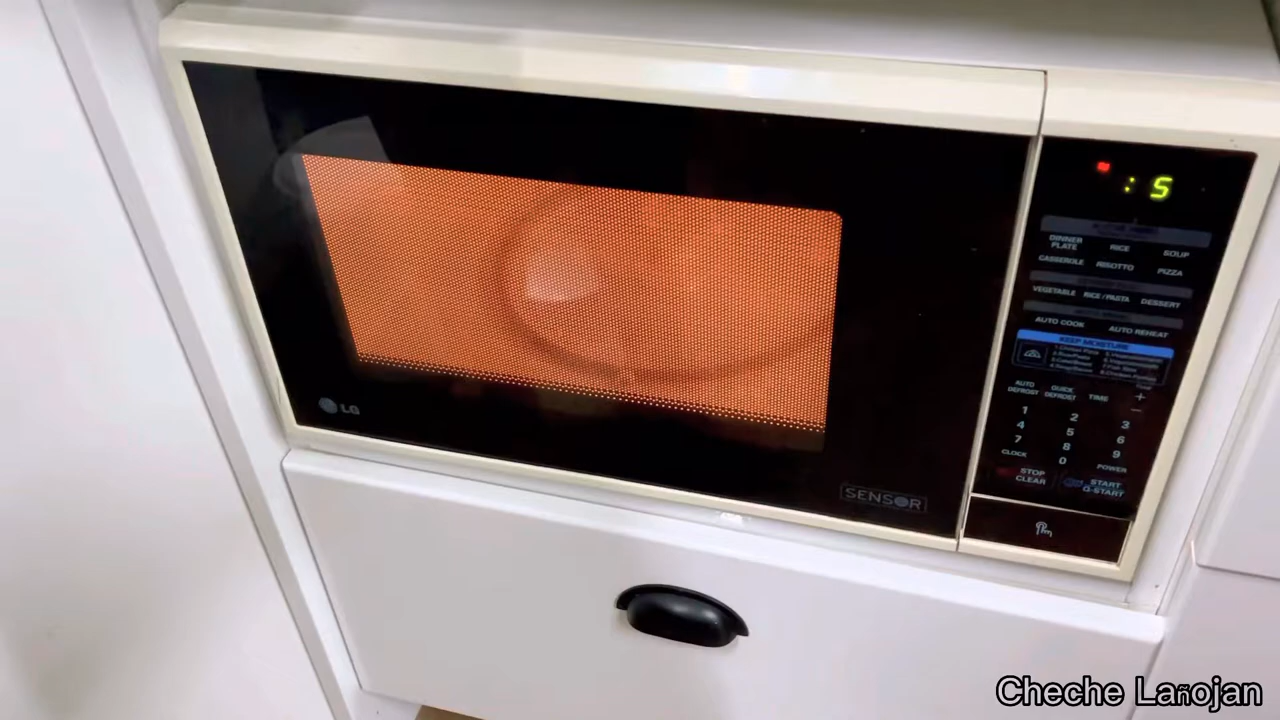 : 5
DINNER PLATE RICE SOUP
CASSEROLE RISOTTO PIZZA
VEGETABLE RICE / PASTA DESSERT
AUTO COOK AUTO REHEAT
KEEP MOISTURE
AUTO DEFROST QUICK DEFROST TIME +
−
1 2 3
4 5 6
7 8 9
CLOCK 0 POWER
STOP CLEAR START Q-START
LG
SENSOR
Cheche Lañojan